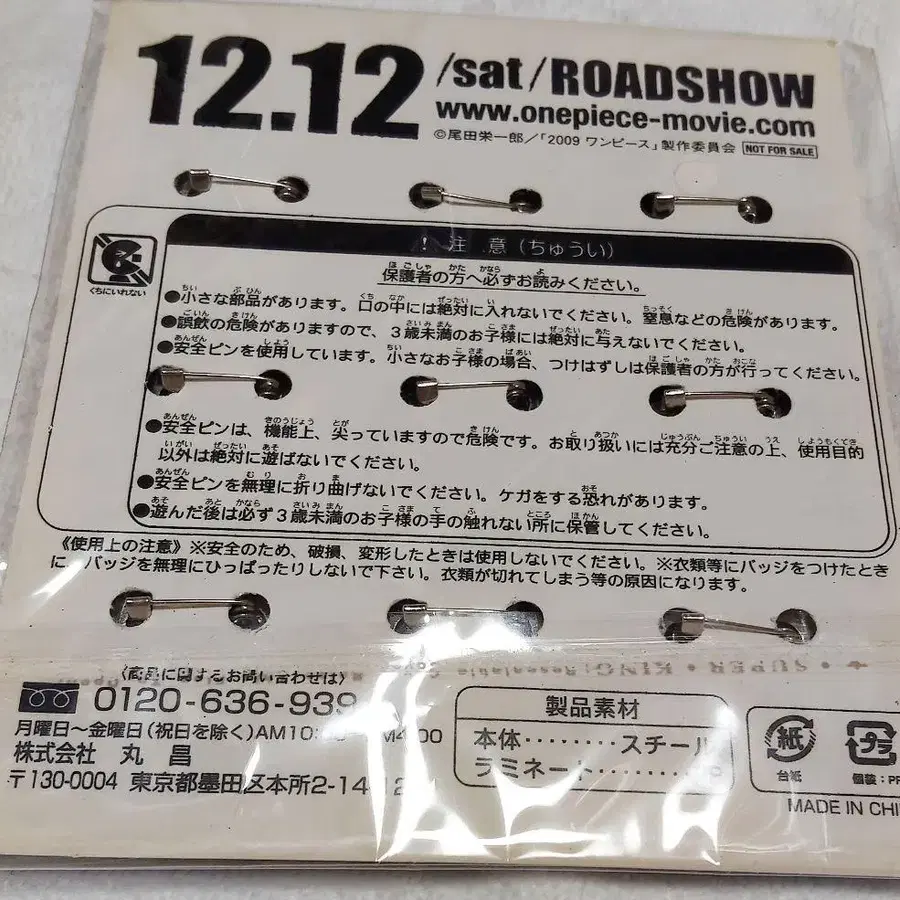 12.12 /sat/ROADSHOW
www.onepiece-movie.com
©尾田栄一郎／「2009 ワンピース」製作委員会 NOT FOR SALE
くちにいれない
! 注 意(ちゅうい)
保護者の方へ必ずお読みください。
●小さな部品があります。口の中には絶対に入れないでください。窒息などの危険があります。
●誤飲の危険がありますので、３歳未満のお子様には絶対に与えないでください。
●安全ピンを使用しています。小さなお子様の場合、つけはずしは保護者の方が行ってください。
●安全ピンは、機能上、尖っていますので危険です。お取り扱いには充分ご注意の上、使用目的
以外は絶対に遊ばないでください。
●安全ピンを無理に折り曲げないでください。ケガをする恐れがあります。
●遊んだ後は必ず３歳未満のお子様の手の触れない所に保管してください。
《使用上の注意》※安全のため、破損、変形したときは使用しないでください。※衣類等にバッジをつけたとき
に、バッジを無理にひっぱったりしないで下さい。衣類が切れてしまう等の原因になります。
SUPER・KING
〈商品に関するお問い合わせは〉
0120-636-939
月曜日〜金曜日(祝日を除く)AM10:
株式会社 丸昌
〒130-0004 東京都墨田区本所2-14-12
製品素材
本体‥‥‥‥スチール
ラミネート‥‥‥‥
紙
台紙
プラ
個装:
MADE IN